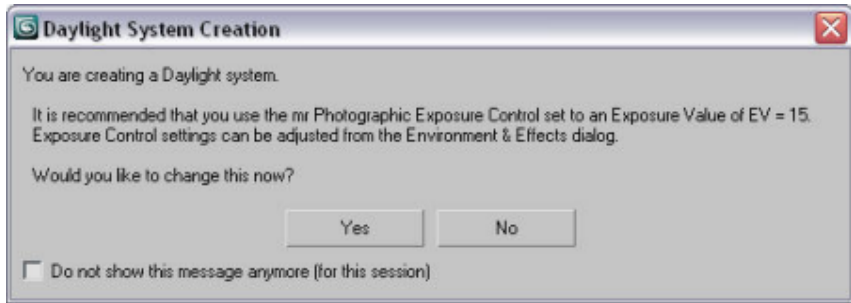 Daylight System Creation
You are creating a Daylight system.
It is recommended that you use the mr Photographic Exposure Control set to an Exposure Value of EV = 15.
Exposure Control settings can be adjusted from the Environment & Effects dialog.
Would you like to change this now?
Yes No
Do not show this message anymore (for this session)